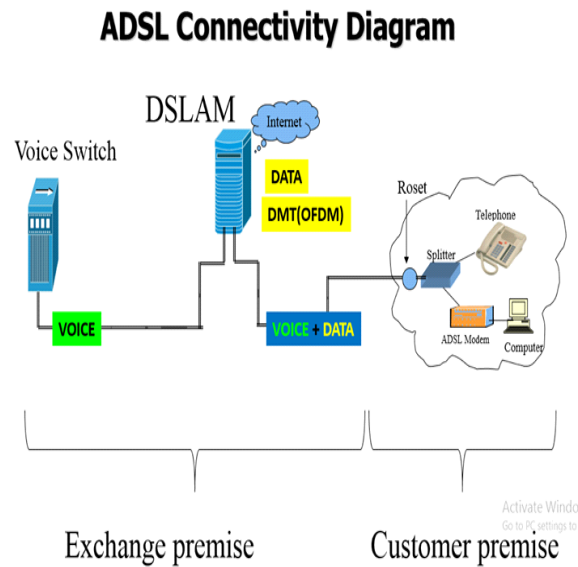 ADSL Connectivity Diagram
DSLAM
Internet
Voice Switch
DATA
DMT(OFDM)
Roset
Telephone
Splitter
VOICE
VOICE + DATA
ADSL Modem
Computer
Activate Windo
Go to PC settings to
Exchange premise
Customer premise